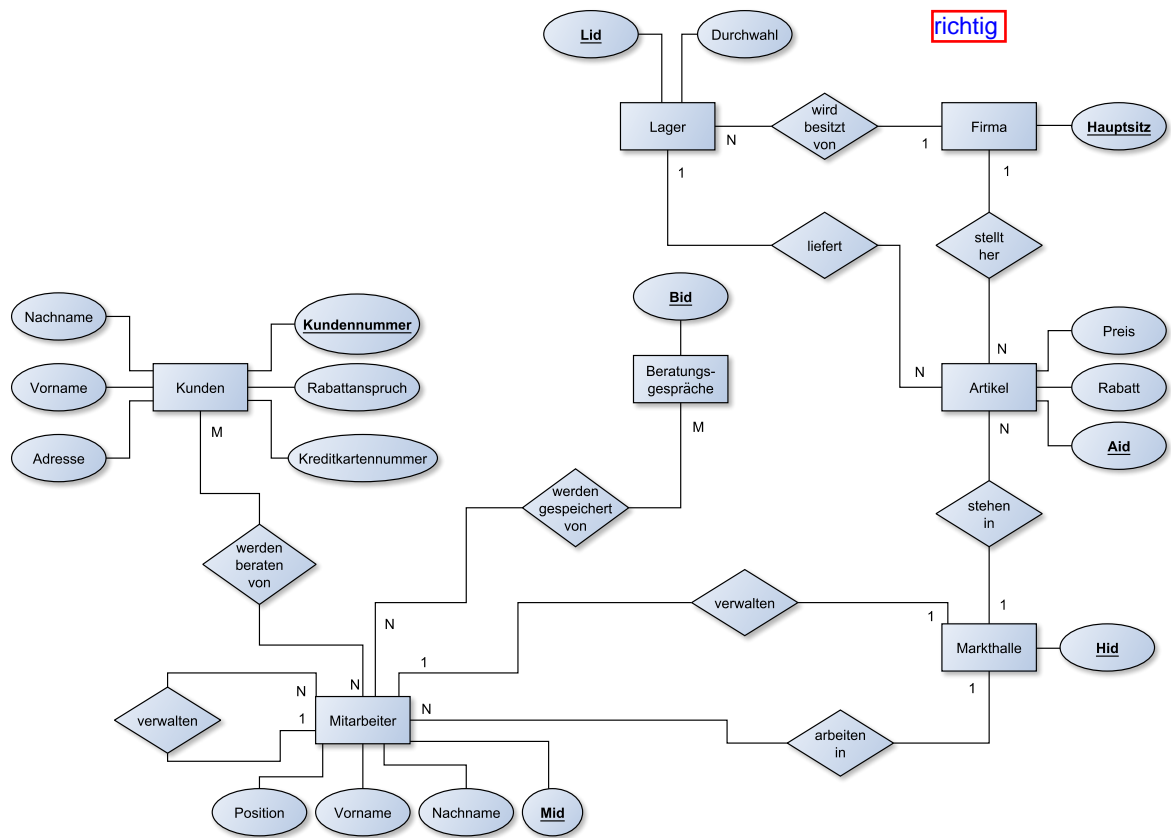 richtig
Lid
Durchwahl
Lager
N
wird
besitzt
von
1
Firma
Hauptsitz
1
1
liefert
stellt
her
Bid
Nachname
Kundennummer
N
Preis
Beratungs-
gespräche
N
Vorname
Kunden
Rabattanspruch
Artikel
Rabatt
M
M
N
Adresse
Kreditkartennummer
Aid
werden
gespeichert
von
stehen
in
werden
beraten
von
verwalten
1
1
N
Markthalle
Hid
1
N
N
1
verwalten
1
Mitarbeiter
N
arbeiten
in
Position
Vorname
Nachname
Mid